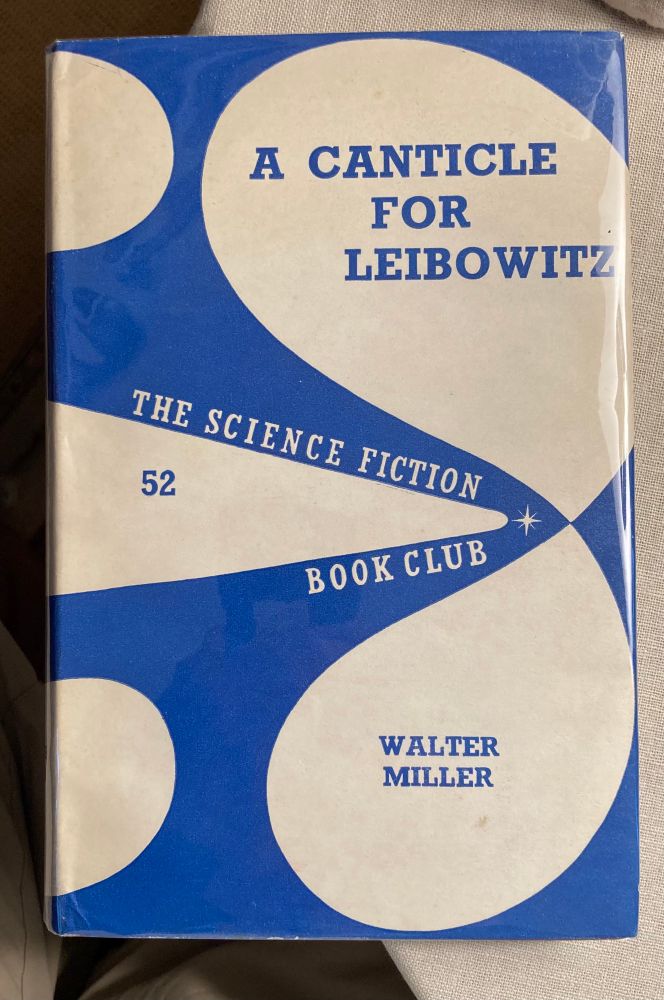 A CANTICLE
FOR
LEIBOWITZ
THE SCIENCE FICTION
52
BOOK CLUB
WALTER
MILLER